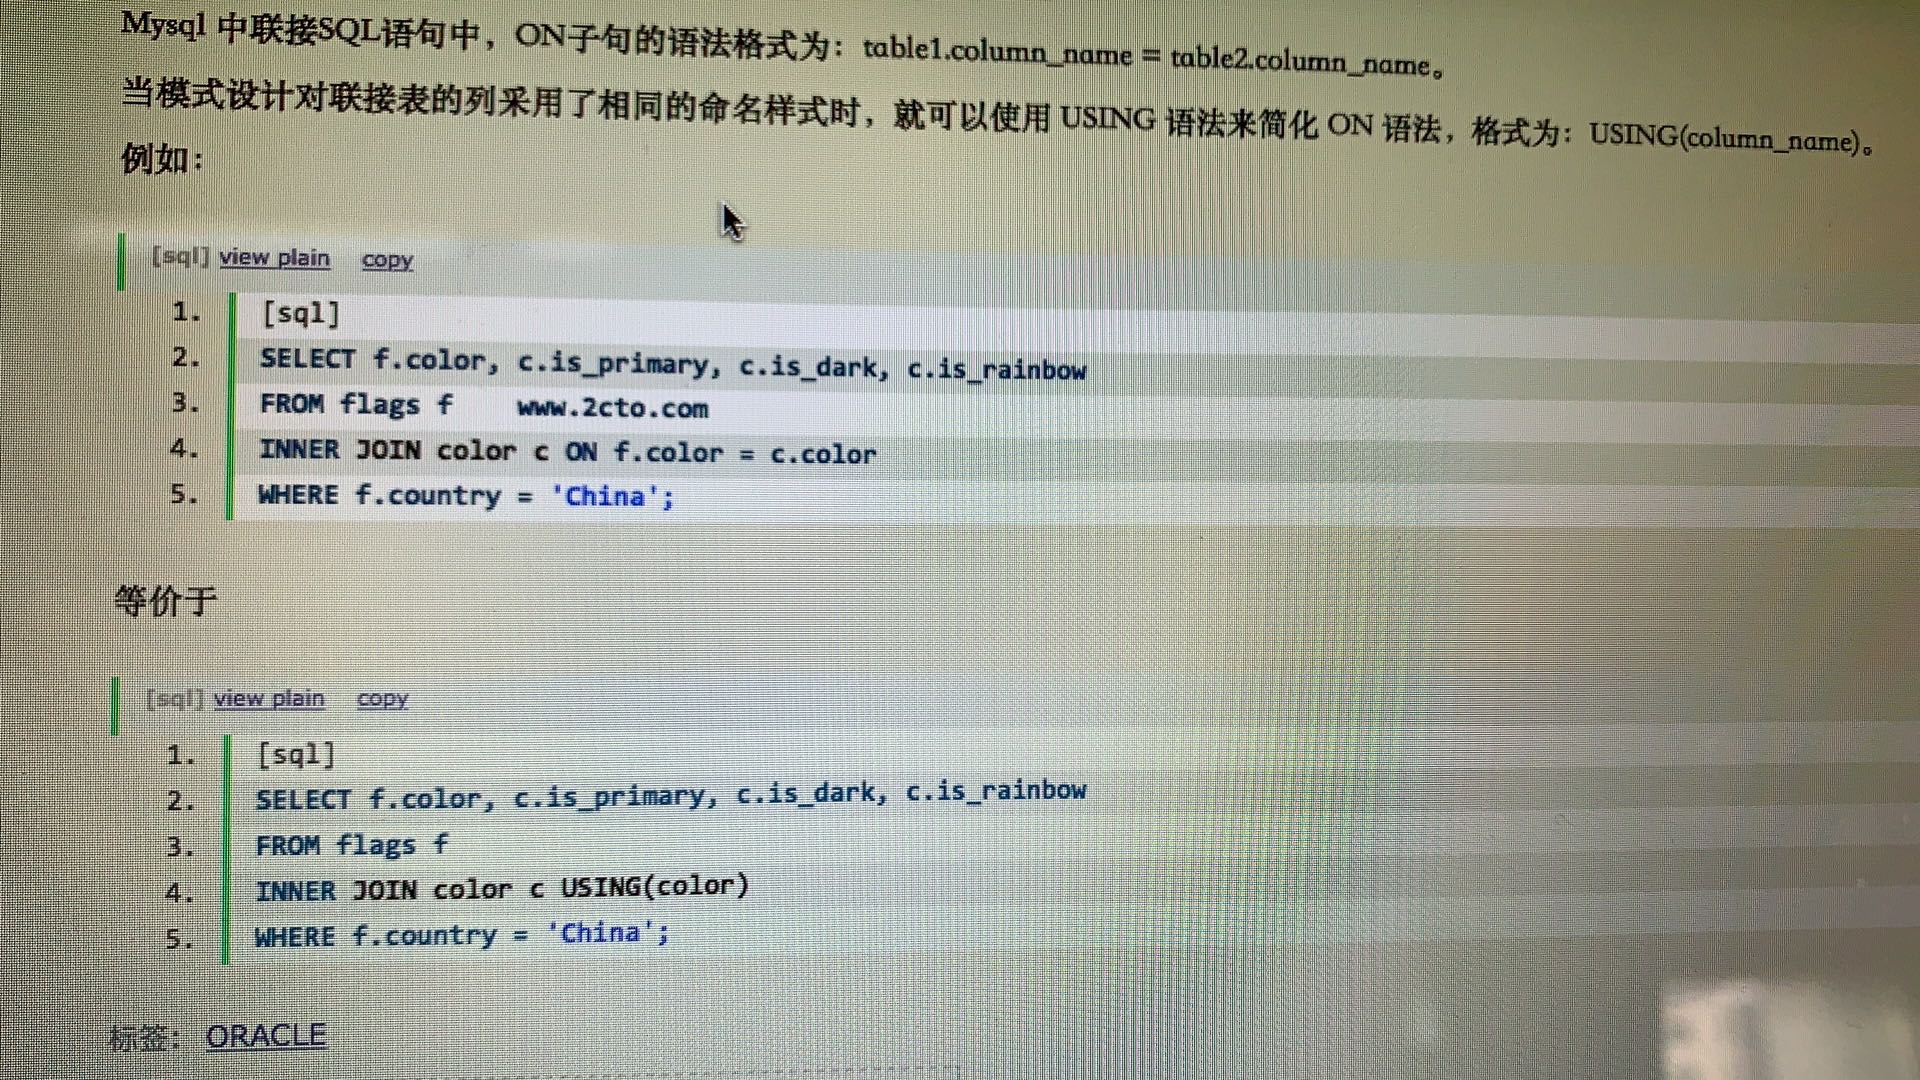 Mysql 中联接SQL语句中，ON子句的语法格式为：table1.column_name = table2.column_name。
当模式设计对联接表的列采用了相同的命名样式时，就可以使用 USING 语法来简化 ON 语法，格式为：USING(column_name)。
例如：
[sql] view plain copy
1. [sql]
2. SELECT f.color, c.is_primary, c.is_dark, c.is_rainbow
3. FROM flags f    www.2cto.com
4. INNER JOIN color c ON f.color = c.color
5. WHERE f.country = 'China';
等价于
[sql] view plain copy
1. [sql]
2. SELECT f.color, c.is_primary, c.is_dark, c.is_rainbow
3. FROM flags f
4. INNER JOIN color c USING(color)
5. WHERE f.country = 'China';
标签： ORACLE